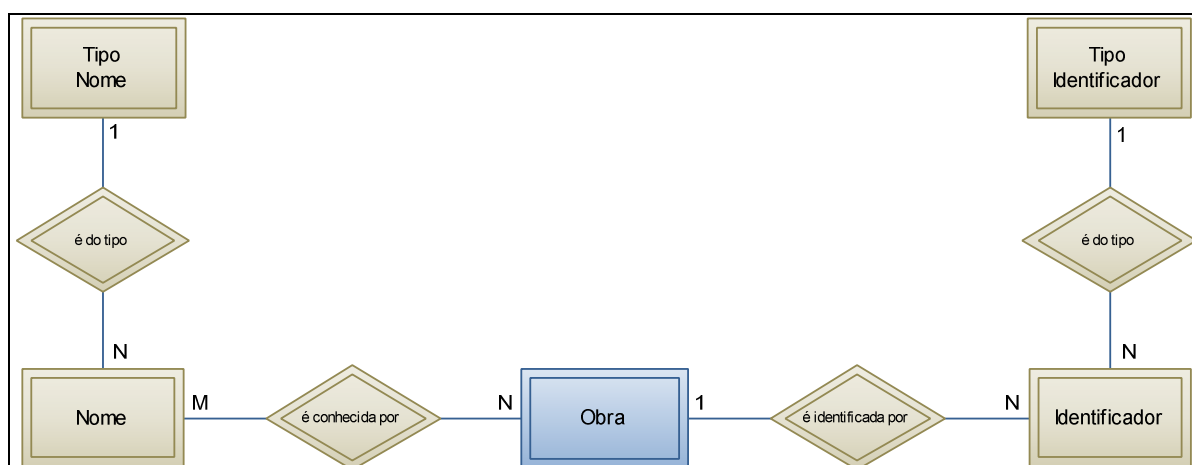 Tipo
Nome
Tipo
Identificador
1
1
é do tipo
é do tipo
N
N
Nome
M
é conhecida por
N
Obra
1
é identificada por
N
Identificador